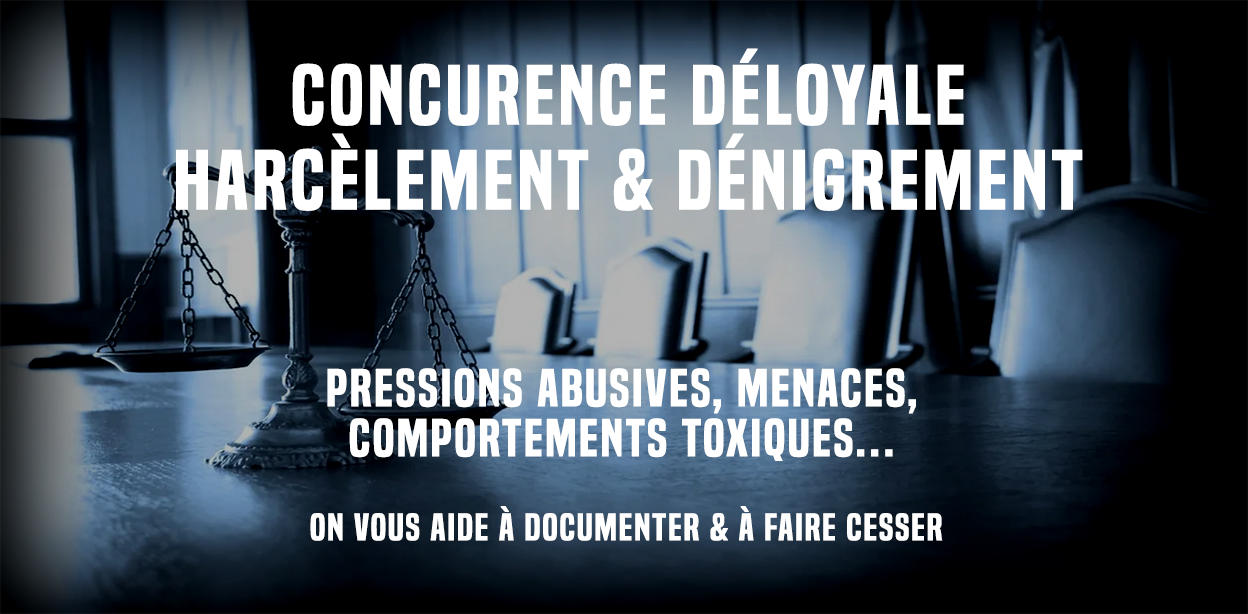 CONCURENCE DÉLOYALE
HARCÈLEMENT & DÉNIGREMENT
PRESSIONS ABUSIVES, MENACES,
COMPORTEMENTS TOXIQUES...
ON VOUS AIDE À DOCUMENTER & À FAIRE CESSER